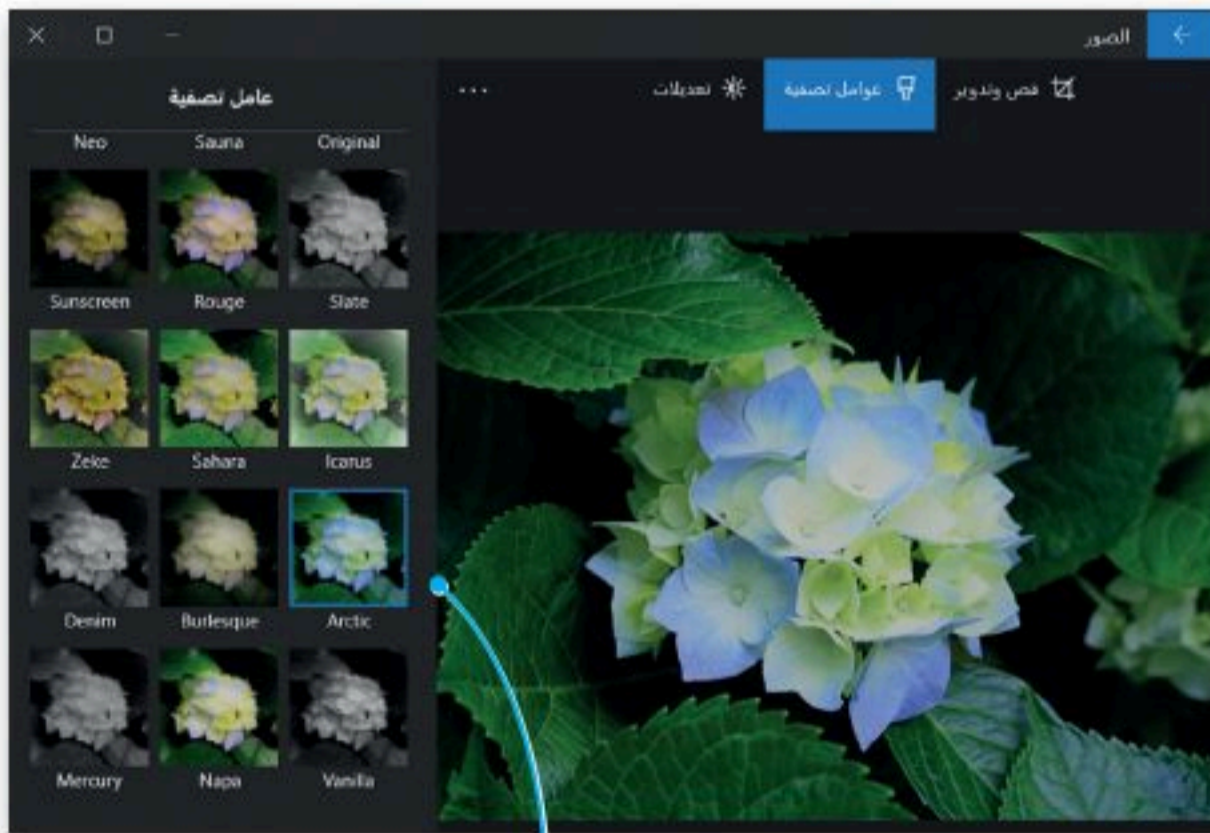 الصور
قص وتدوير
عوامل تصفية
تعديلات
عامل تصفية
Original Sauna Neo
Slate Rouge Sunscreen
Icarus Sahara Zeke
Arctic Burlesque Denim
Vanilla Napa Mercury